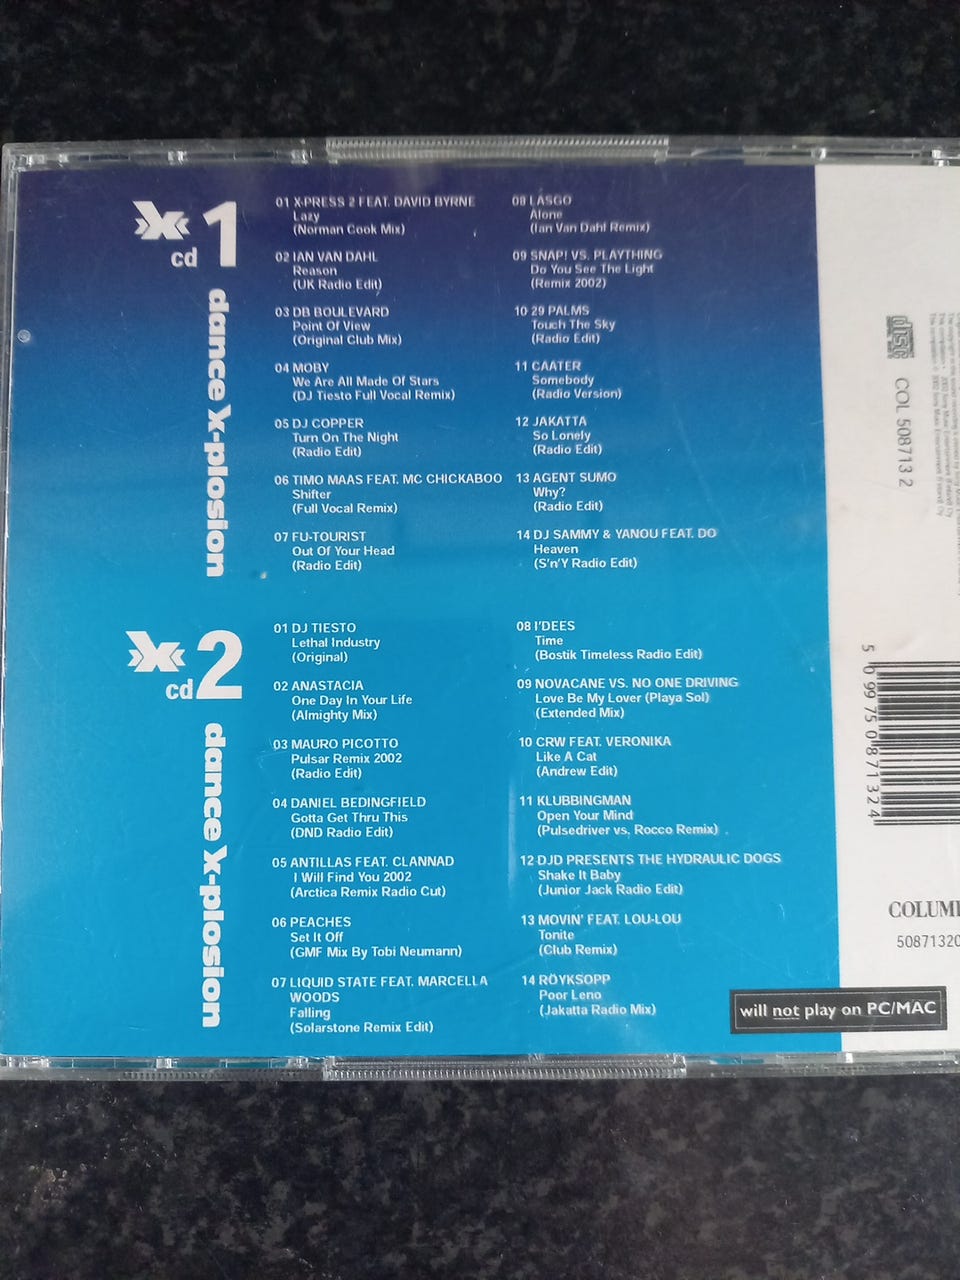 X
cd 1
dance X-plosion
01 X-PRESS 2 FEAT. DAVID BYRNE
Lazy
(Norman Cook Mix)
02 IAN VAN DAHL
Reason
(UK Radio Edit)
03 DB BOULEVARD
Point Of View
(Original Club Mix)
04 MOBY
We Are All Made Of Stars
(DJ Tiesto Full Vocal Remix)
05 DJ COPPER
Turn On The Night
(Radio Edit)
06 TIMO MAAS FEAT. MC CHICKABOO
Shifter
(Full Vocal Remix)
07 FU-TOURIST
Out Of Your Head
(Radio Edit)
08 LASGO
Alone
(Ian Van Dahl Remix)
09 SNAP! VS. PLAYTHING
Do You See The Light
(Remix 2002)
10 29 PALMS
Touch The Sky
(Radio Edit)
11 CAATER
Somebody
(Radio Version)
12 JAKATTA
So Lonely
(Radio Edit)
13 AGENT SUMO
Why?
(Radio Edit)
14 DJ SAMMY & YANOU FEAT. DO
Heaven
(S'n'Y Radio Edit)
X
cd 2
dance X-plosion
01 DJ TIESTO
Lethal Industry
(Original)
02 ANASTACIA
One Day In Your Life
(Almighty Mix)
03 MAURO PICOTTO
Pulsar Remix 2002
(Radio Edit)
04 DANIEL BEDINGFIELD
Gotta Get Thru This
(DND Radio Edit)
05 ANTILLAS FEAT. CLANNAD
I Will Find You 2002
(Arctica Remix Radio Cut)
06 PEACHES
Set It Off
(GMF Mix By Tobi Neumann)
07 LIQUID STATE FEAT. MARCELLA
WOODS
Falling
(Solarstone Remix Edit)
08 I'DEES
Time
(Bostik Timeless Radio Edit)
09 NOVACANE VS. NO ONE DRIVING
Love Be My Lover (Playa Sol)
(Extended Mix)
10 CRW FEAT. VERONIKA
Like A Cat
(Andrew Edit)
11 KLUBBINGMAN
Open Your Mind
(Pulsedriver vs. Rocco Remix)
12 DJD PRESENTS THE HYDRAULIC DOGS
Shake It Baby
(Junior Jack Radio Edit)
13 MOVIN' FEAT. LOU-LOU
Tonite
(Club Remix)
14 RÖYKSOPP
Poor Leno
(Jakatta Radio Mix)
disc
COL 508713 2
5 099750 871324
COLUM
50871320
will not play on PC/MAC